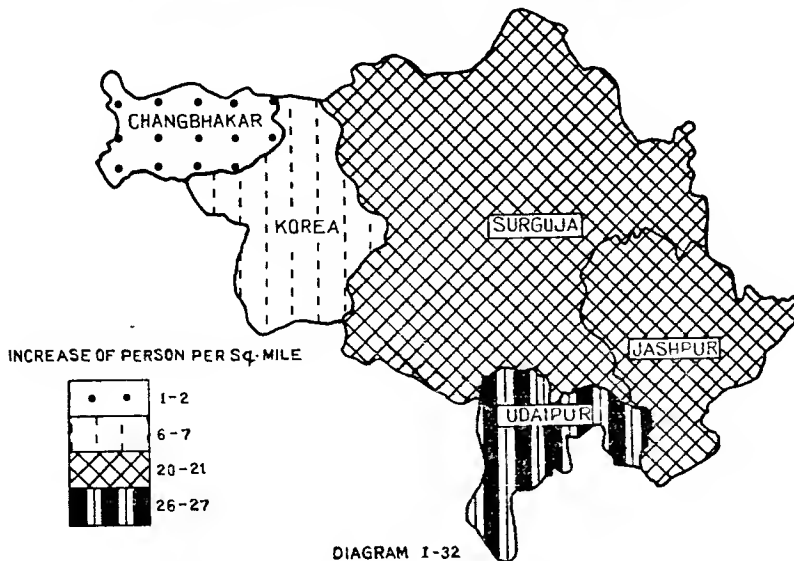 CHANGBHAKAR
KOREA
SURGUJA
JASHPUR
UDAIPUR
INCREASE OF PERSON PER Sq. MILE
1-2
6-7
20-21
26-27
DIAGRAM I-32